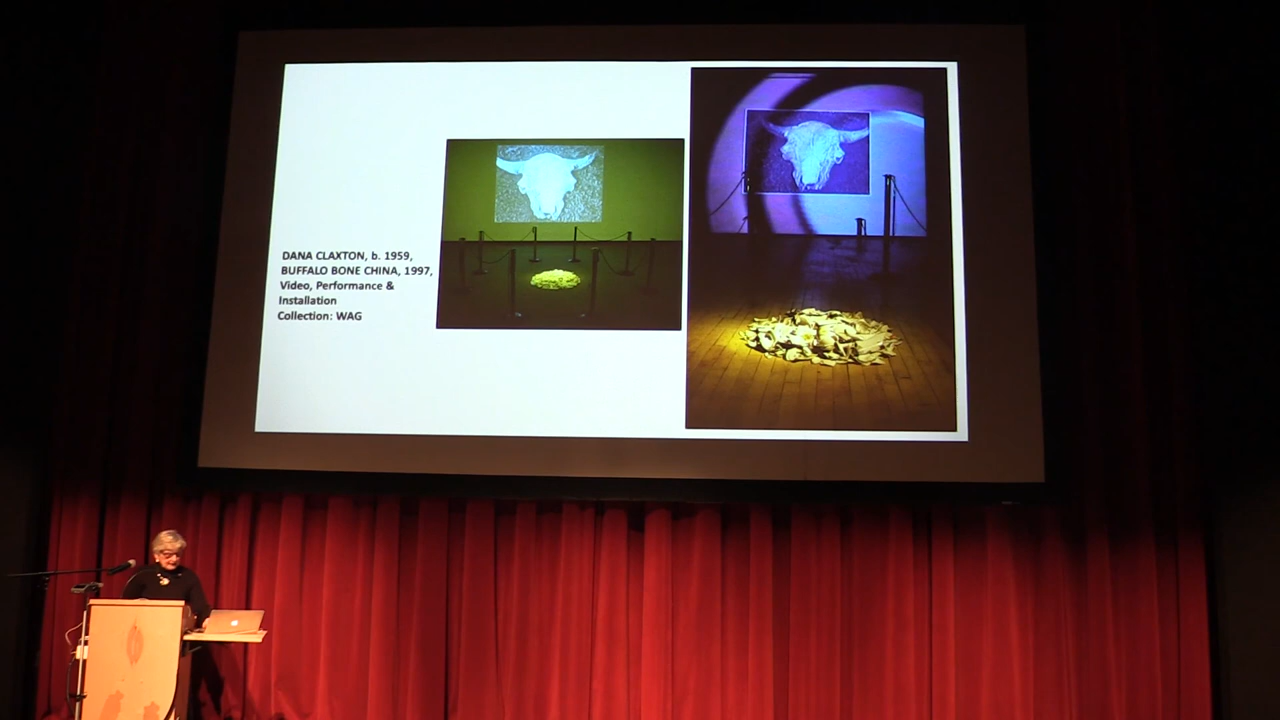 DANA CLAXTON, b. 1959,
BUFFALO BONE CHINA, 1997,
Video, Performance &
Installation
Collection: WAG